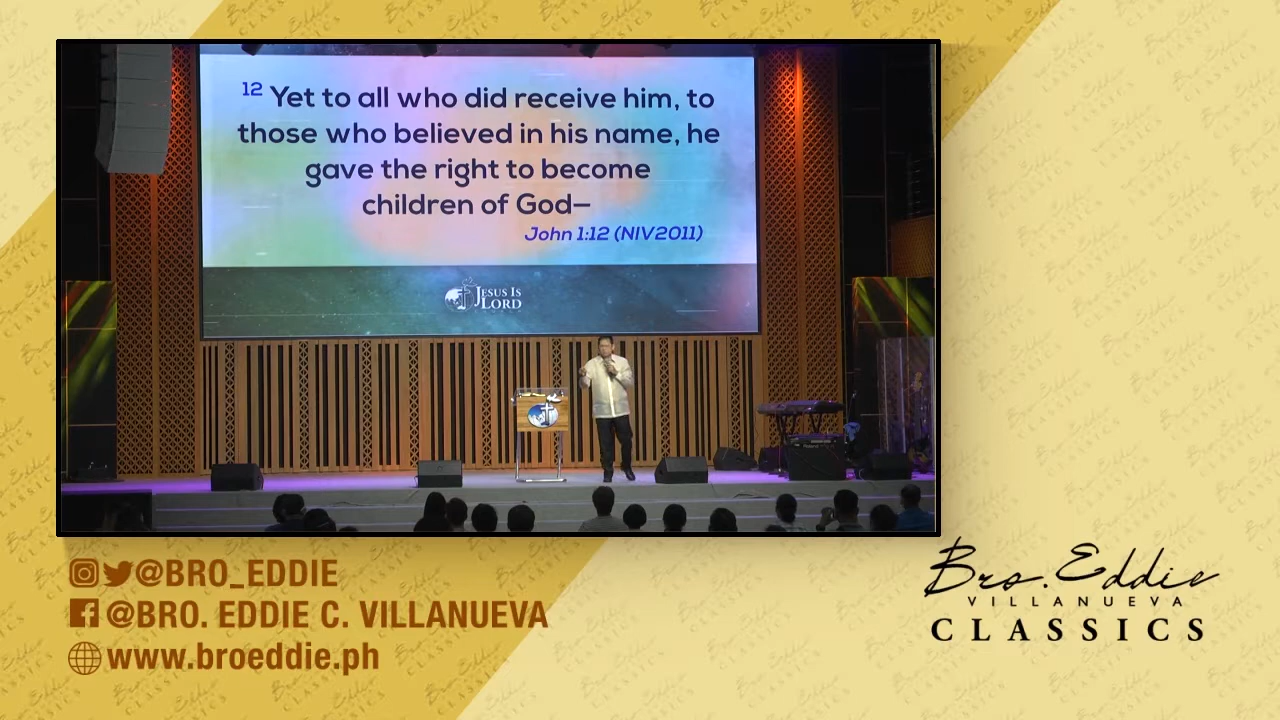 12 Yet to all who did receive him, to
those who believed in his name, he
gave the right to become
children of God—
John 1:12 (NIV2011)
JESUS IS
LORD
@BRO_EDDIE
@BRO. EDDIE C. VILLANUEVA
www.broeddie.ph
Bro. Eddie
VILLANUEVA
CLASSICS